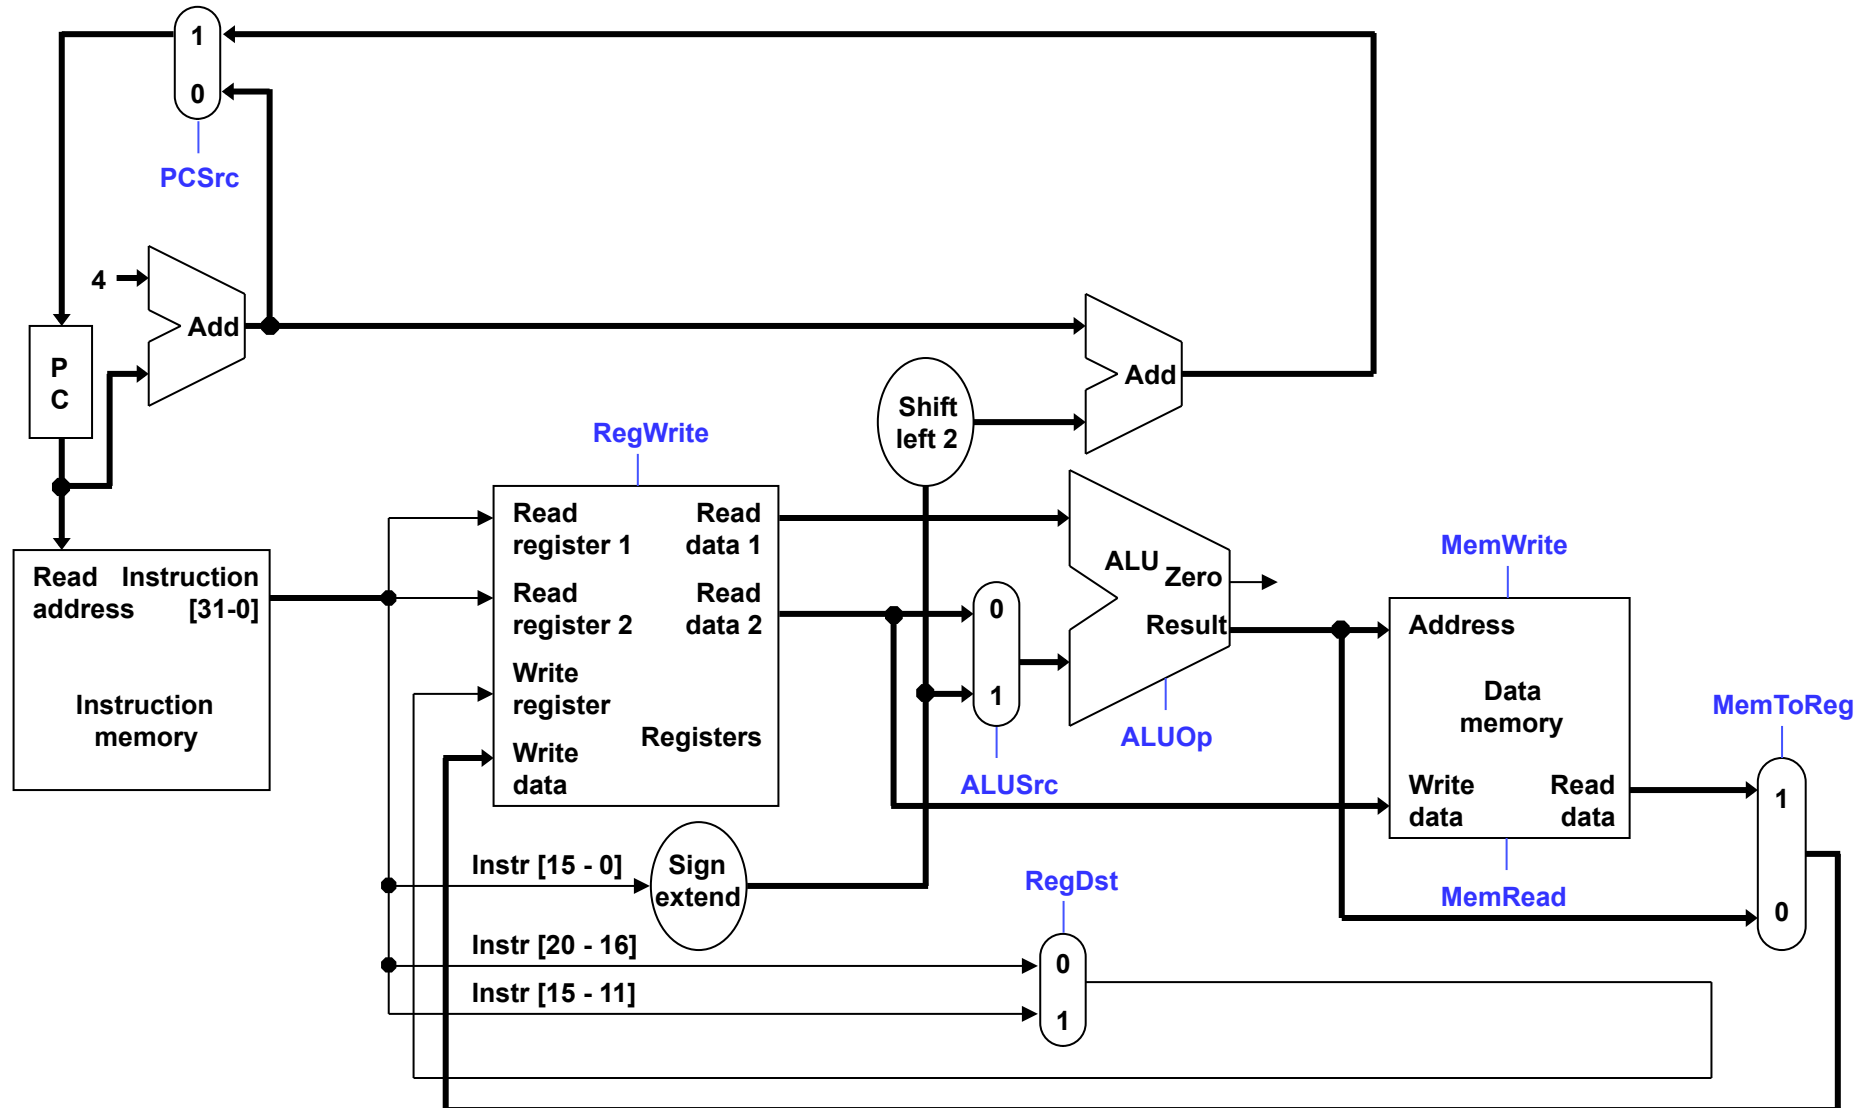 1
0
PCSrc
4
Add
P
C
Add
Shift
left 2
RegWrite
Read
register 1
Read
data 1
Read
register 2
Read
data 2
Write
register
Registers
Write
data
Read
address
Instruction
[31-0]
Instruction
memory
0
1
ALUSrc
ALU
Zero
Result
ALUOp
MemWrite
Address
Data
memory
Write
data
Read
data
MemRead
MemToReg
1
0
Instr [15 - 0]
Sign
extend
RegDst
Instr [20 - 16]
Instr [15 - 11]
0
1